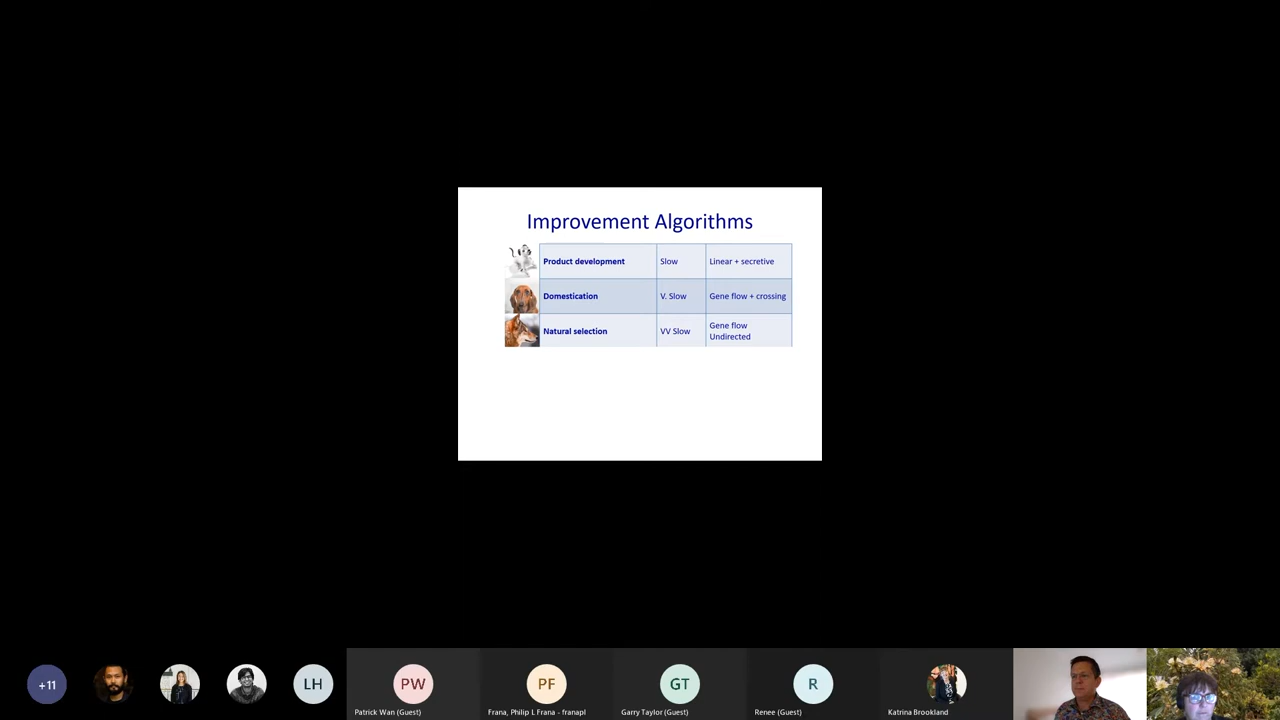 Improvement Algorithms
Product development Slow Linear + secretive
Domestication V. Slow Gene flow + crossing
Natural selection VV Slow Gene flow
Undirected
+11 LH PW PF GT R
Patrick Wan (Guest) Frana, Philip L Frana - franapl Garry Taylor (Guest) Renee (Guest) Katrina Brookland